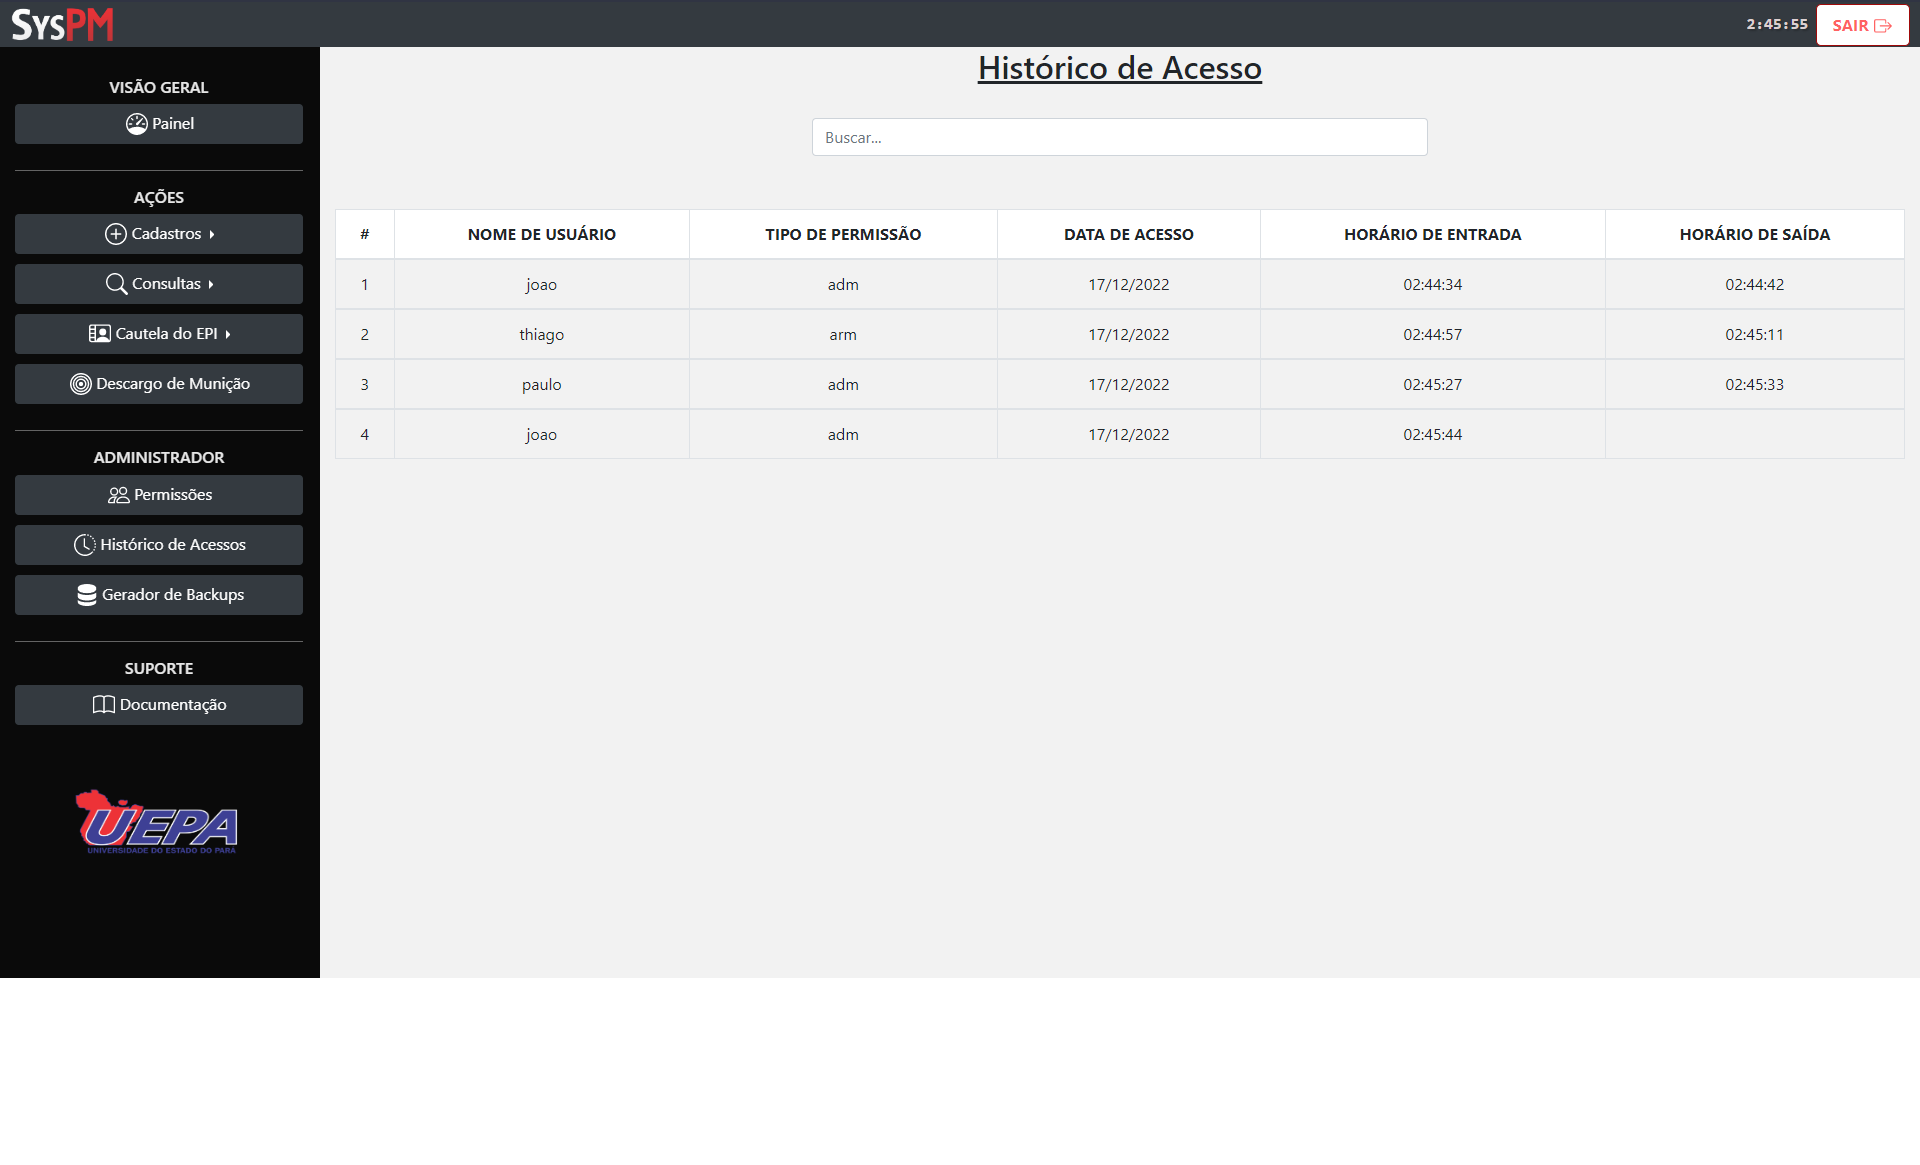 SysPM
2:45:55 SAIR
VISÃO GERAL
Painel
AÇÕES
Cadastros
Consultas
Cautela do EPI
Descargo de Munição
ADMINISTRADOR
Permissões
Histórico de Acessos
Gerador de Backups
SUPORTE
Documentação
UEPA
UNIVERSIDADE DO ESTADO DO PARÁ
Histórico de Acesso
Buscar...
# NOME DE USUÁRIO TIPO DE PERMISSÃO DATA DE ACESSO HORÁRIO DE ENTRADA HORÁRIO DE SAÍDA
1 joao adm 17/12/2022 02:44:34 02:44:42
2 thiago arm 17/12/2022 02:44:57 02:45:11
3 paulo adm 17/12/2022 02:45:27 02:45:33
4 joao adm 17/12/2022 02:45:44